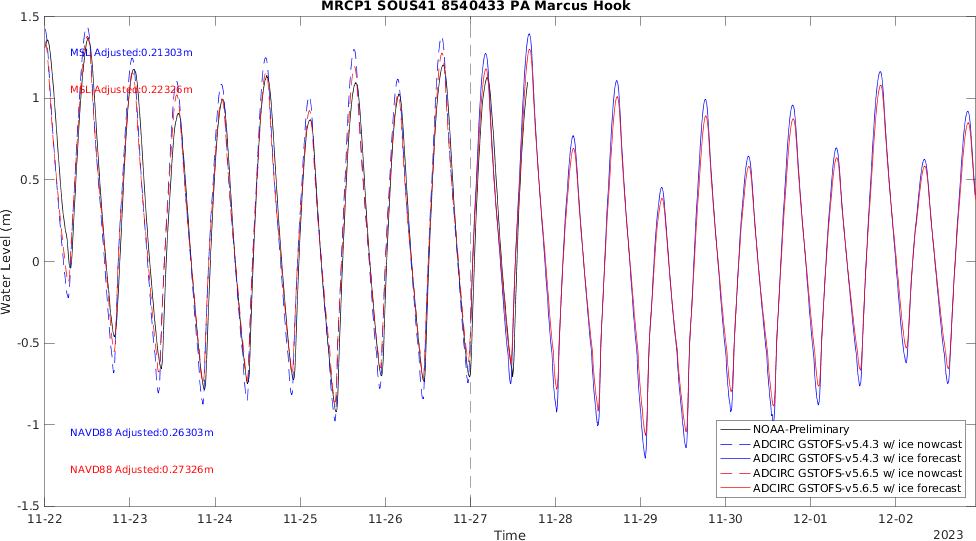 MRCP1 SOUS41 8540433 PA Marcus Hook
1.5
MSL Adjusted:0.21303m
1
MSL Adjusted:0.22326m
0.5
0
Water Level (m)
-0.5
-1
NAVD88 Adjusted:0.26303m
NAVD88 Adjusted:0.27326m
-1.5
NOAA-Preliminary
ADCIRC GSTOFS-v5.4.3 w/ ice nowcast
ADCIRC GSTOFS-v5.4.3 w/ ice forecast
ADCIRC GSTOFS-v5.6.5 w/ ice nowcast
ADCIRC GSTOFS-v5.6.5 w/ ice forecast
11-22 11-23 11-24 11-25 11-26 11-27 11-28 11-29 11-30 12-01 12-02
Time
2023